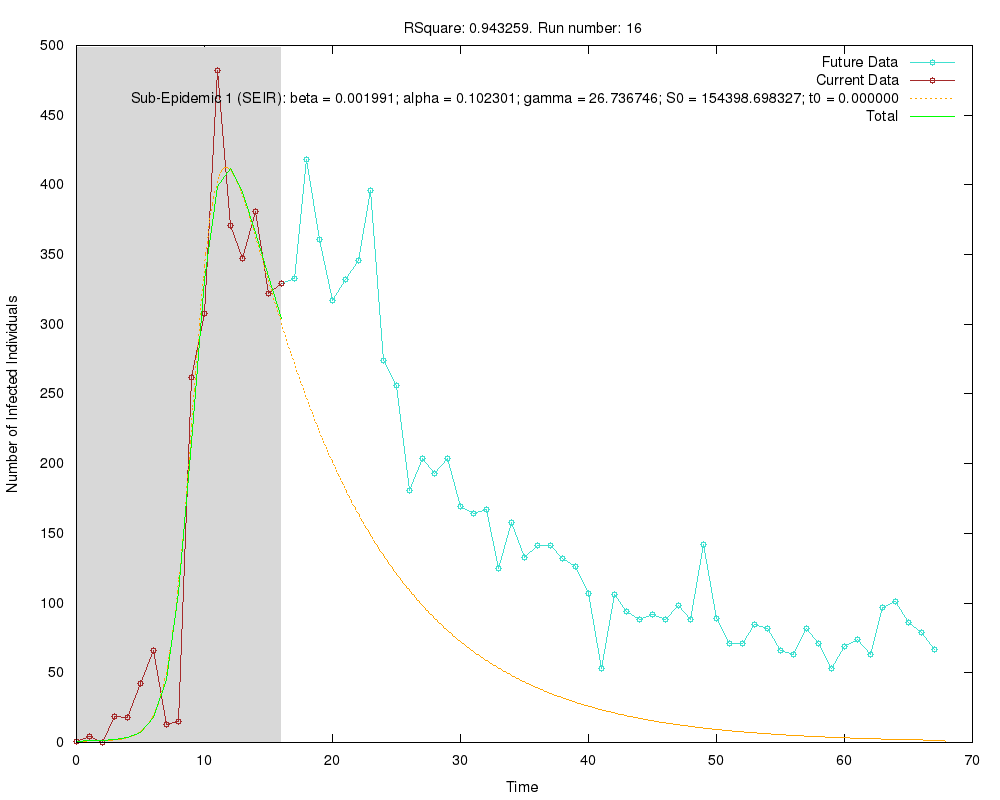 RSquare: 0.943259. Run number: 16
Future Data
Current Data
Sub-Epidemic 1 (SEIR): beta = 0.001991; alpha = 0.102301; gamma = 26.736746; S0 = 154398.698327; t0 = 0.000000
Total
Number of Infected Individuals
500
450
400
350
300
250
200
150
100
50
0
0 10 20 30 40 50 60 70
Time